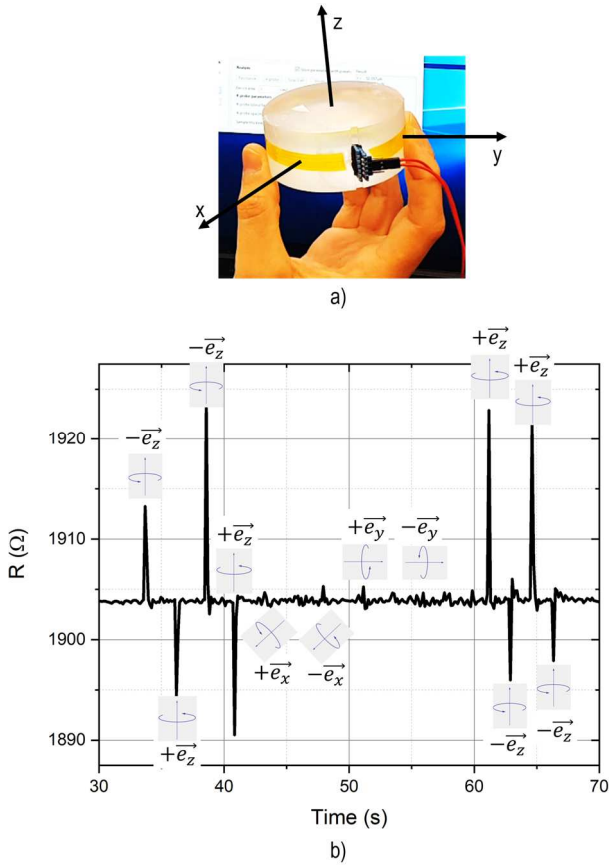 z
y
x
a)
−e⃗z
+e⃗z
+e⃗z
−e⃗z
1920
−e⃗z
+e⃗z
+e⃗y
−e⃗y
1910
R (Ω)
1900
+e⃗x
−e⃗x
+e⃗z
−e⃗z
−e⃗z
1890
30
40
50
60
70
Time (s)
b)